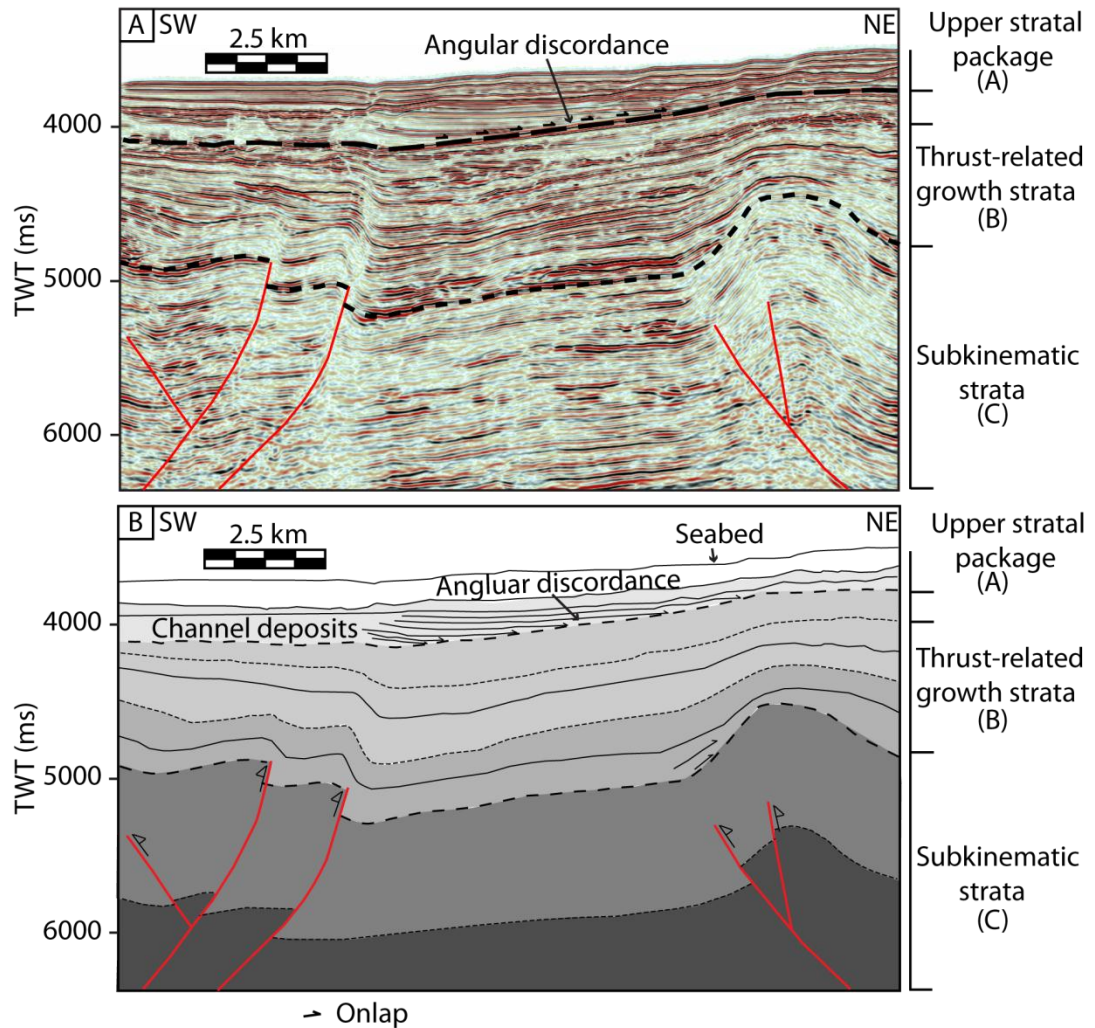 A SW
2.5 km
Angular discordance
NE
Upper stratal
package
(A)
4000
Thrust-related
growth strata
(B)
TWT (ms)
5000
Subkinematic
strata
(C)
6000
B SW
2.5 km
Seabed
NE
Upper stratal
package
(A)
Angluar discordance
4000
Channel deposits
Thrust-related
growth strata
(B)
TWT (ms)
5000
Subkinematic
strata
(C)
6000
Onlap